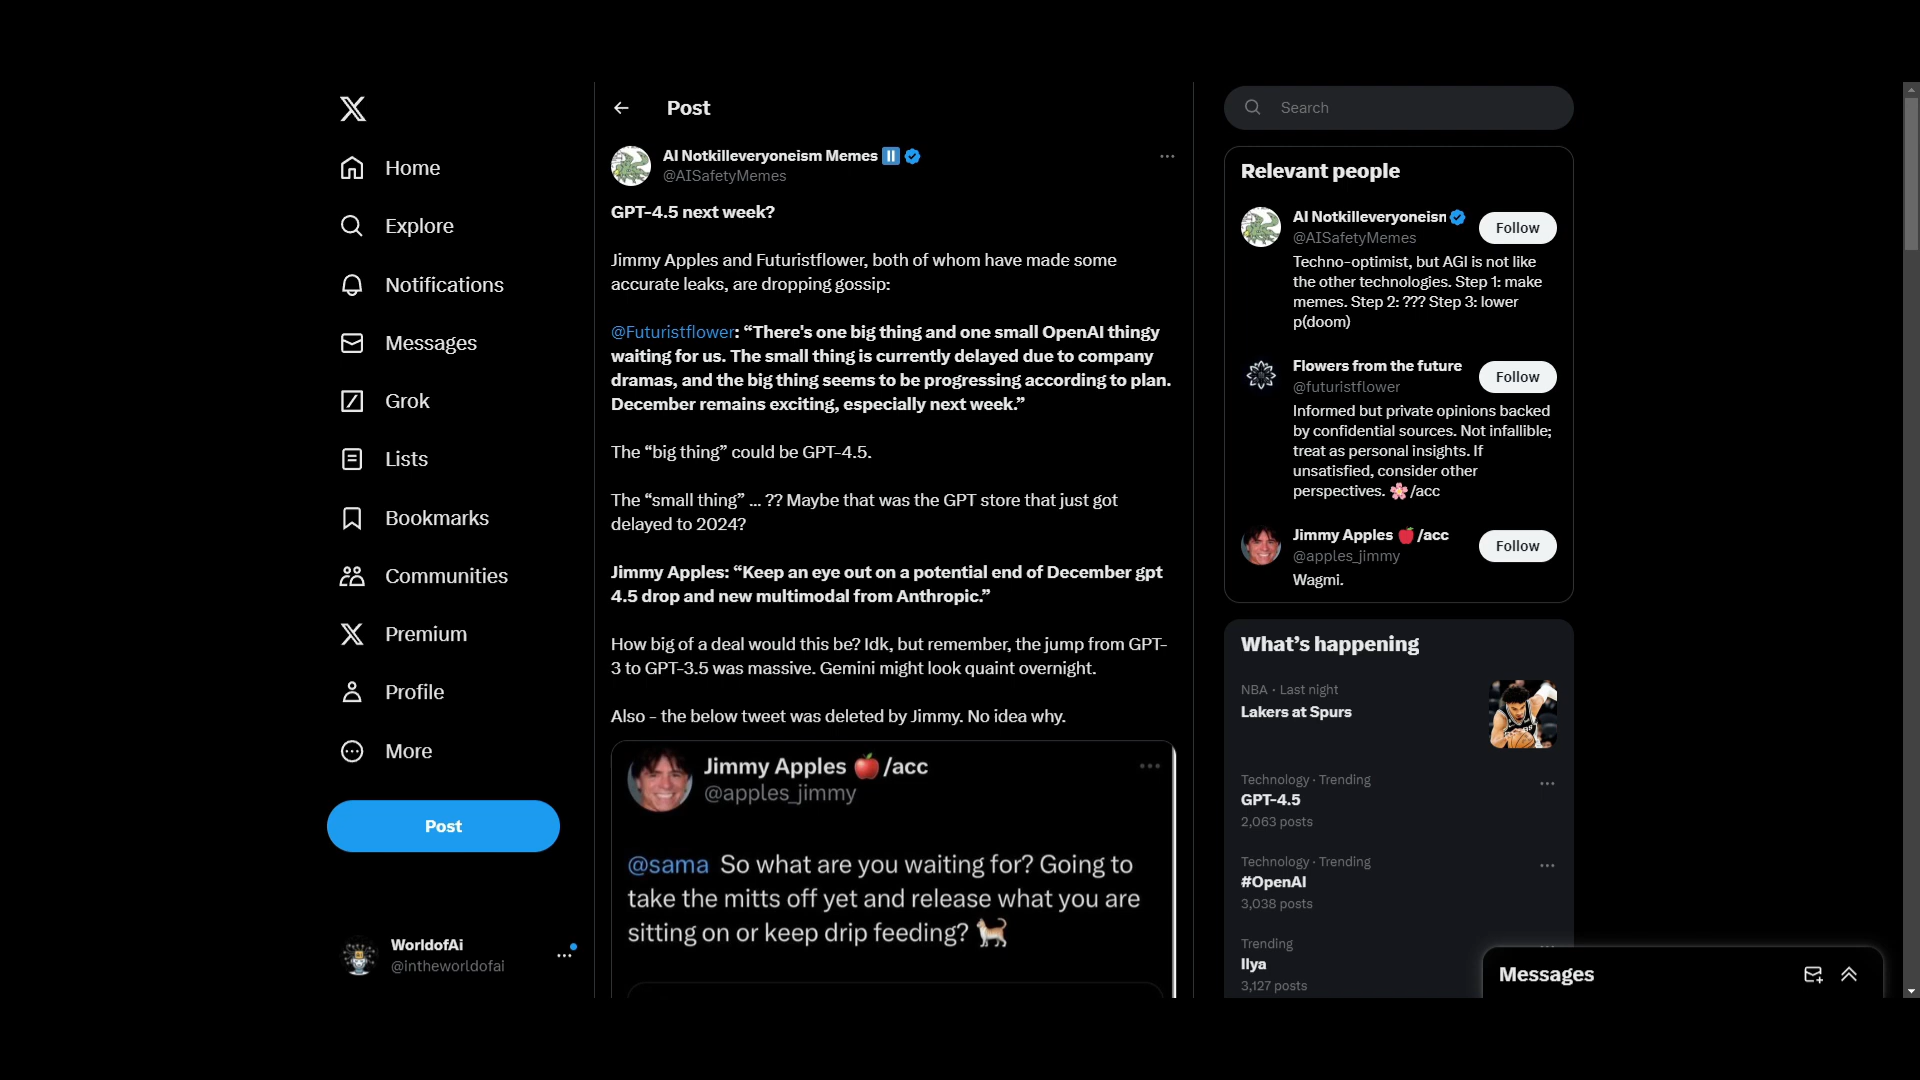 Home
Explore
Notifications
Messages
Grok
Lists
Bookmarks
Communities
Premium
Profile
More
Post
WorldofAi
@intheworldofai
Post
AI Notkilleveryoneism Memes ⏸️
@AISafetyMemes
GPT-4.5 next week?
Jimmy Apples and Futuristflower, both of whom have made some
accurate leaks, are dropping gossip:
@Futuristflower: “There's one big thing and one small OpenAI thingy
waiting for us. The small thing is currently delayed due to company
dramas, and the big thing seems to be progressing according to plan.
December remains exciting, especially next week.”
The “big thing” could be GPT-4.5.
The “small thing” ... ?? Maybe that was the GPT store that just got
delayed to 2024?
Jimmy Apples: “Keep an eye out on a potential end of December gpt
4.5 drop and new multimodal from Anthropic.”
How big of a deal would this be? Idk, but remember, the jump from GPT-
3 to GPT-3.5 was massive. Gemini might look quaint overnight.
Also - the below tweet was deleted by Jimmy. No idea why.
Jimmy Apples 🍎/acc
@apples_jimmy
@sama So what are you waiting for? Going to
take the mitts off yet and release what you are
sitting on or keep drip feeding? 🐈
Search
Relevant people
AI Notkilleveryoneisn
@AISafetyMemes
Follow
Techno-optimist, but AGI is not like
the other technologies. Step 1: make
memes. Step 2: ??? Step 3: lower
p(doom)
Flowers from the future
@futuristflower
Follow
Informed but private opinions backed
by confidential sources. Not infallible;
treat as personal insights. If
unsatisfied, consider other
perspectives. 🌸/acc
Jimmy Apples 🍎/acc
@apples_jimmy
Follow
Wagmi.
What’s happening
NBA · Last night
Lakers at Spurs
Technology · Trending
GPT-4.5
2,063 posts
Technology · Trending
#OpenAI
3,038 posts
Trending
Ilya
3,127 posts
Messages